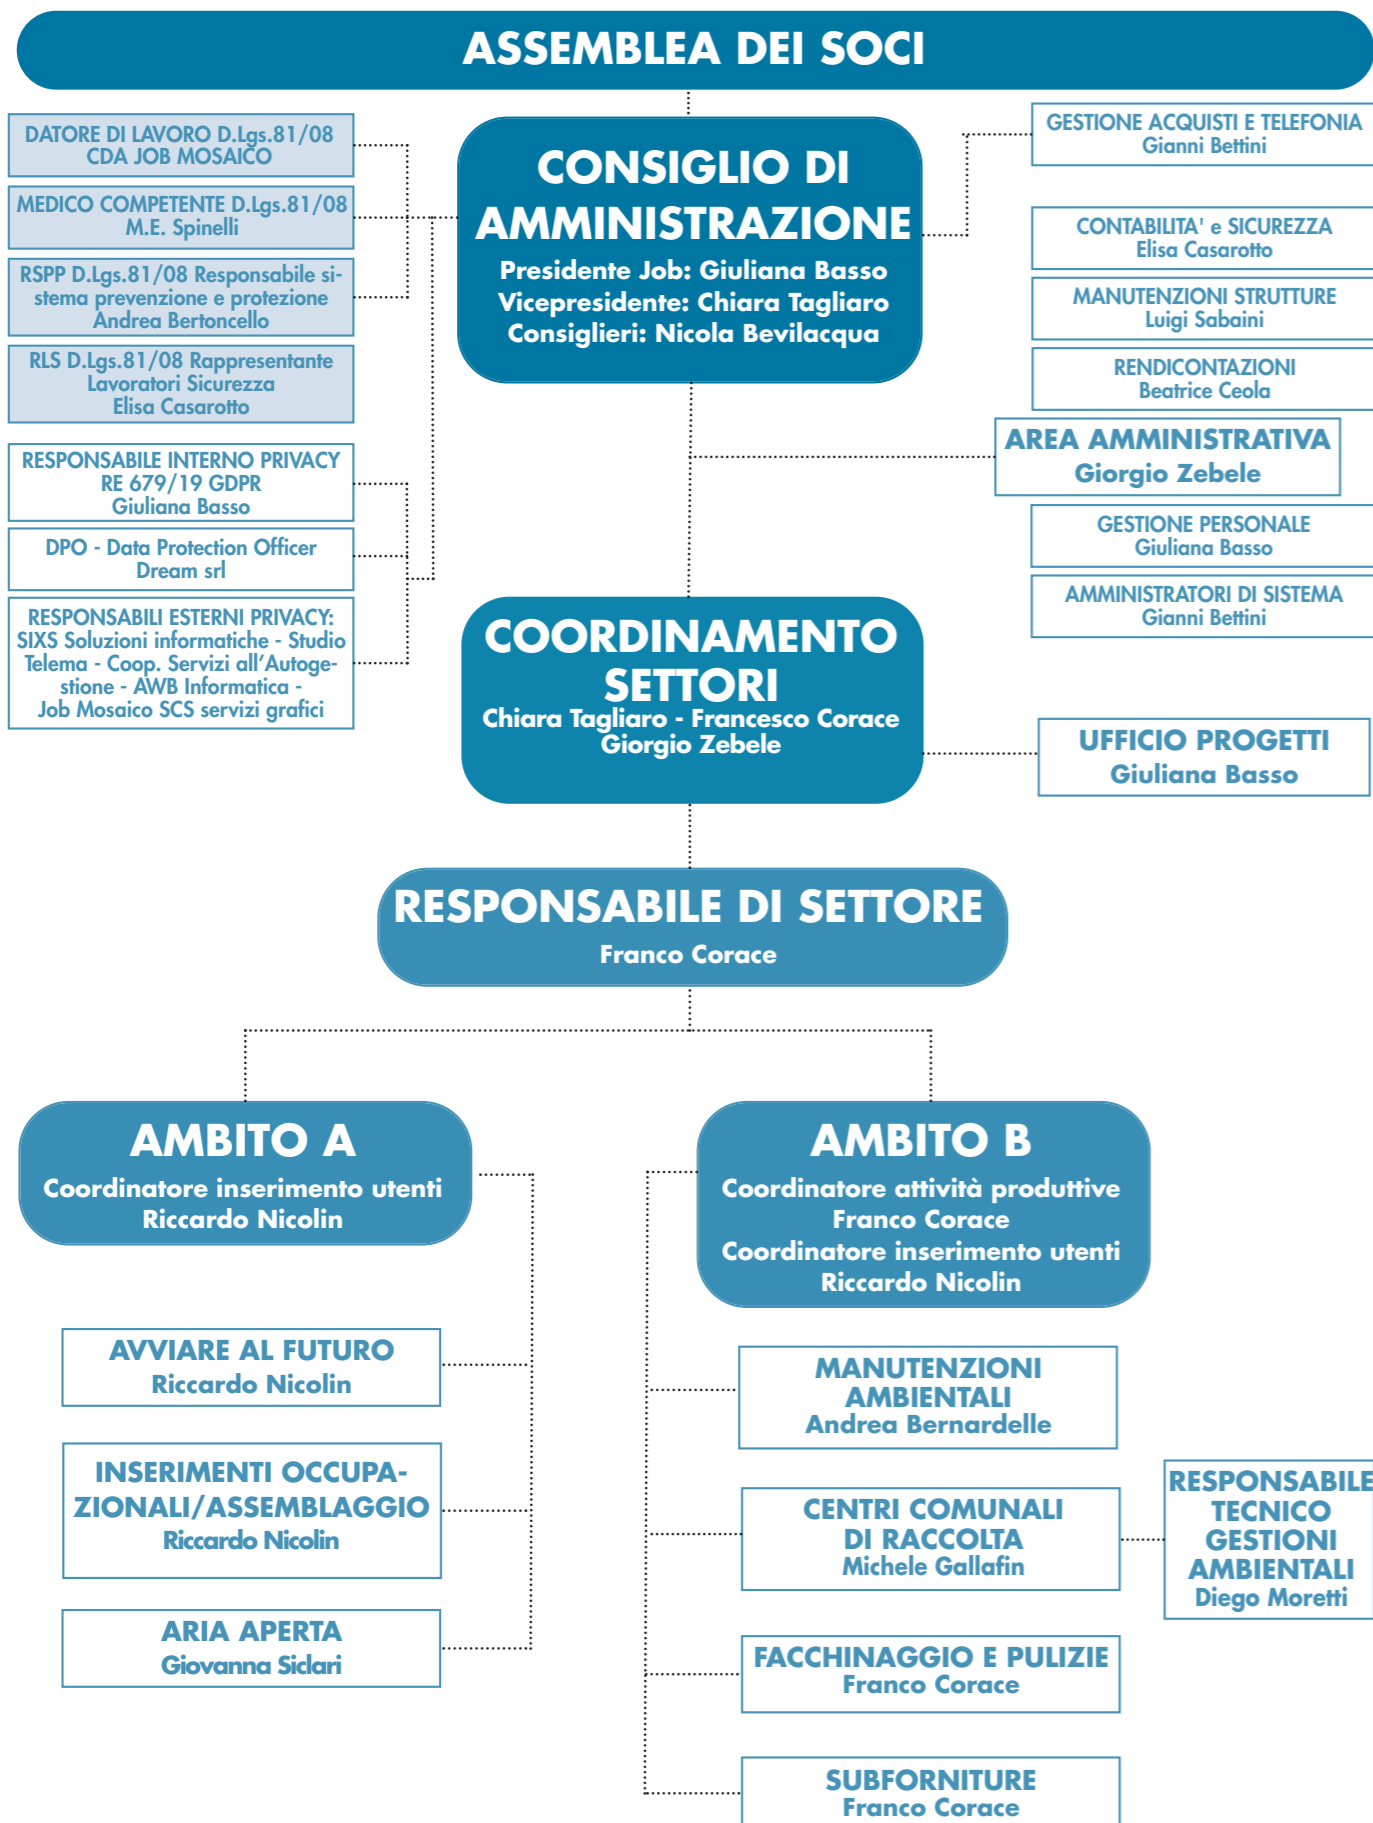 ASSEMBLEA DEI SOCI
DATORE DI LAVORO D.Lgs.81/08
CDA JOB MOSAICO
MEDICO COMPETENTE D.Lgs.81/08
M.E. Spinelli
RSPP D.Lgs.81/08 Responsabile si-
stema prevenzione e protezione
Andrea Bertoncello
RLS D.Lgs.81/08 Rappresentante
Lavoratori Sicurezza
Elisa Casarotto
RESPONSABILE INTERNO PRIVACY
RE 679/19 GDPR
Giuliana Basso
DPO - Data Protection Officer
Dream srl
RESPONSABILI ESTERNI PRIVACY:
SIXS Soluzioni informatiche - Studio
Telema - Coop. Servizi all'Autoge-
stione - AWB Informatica -
Job Mosaico SCS servizi grafici
CONSIGLIO DI
AMMINISTRAZIONE
Presidente Job: Giuliana Basso
Vicepresidente: Chiara Tagliaro
Consiglieri: Nicola Bevilacqua
GESTIONE ACQUISTI E TELEFONIA
Gianni Bettini
CONTABILITA' e SICUREZZA
Elisa Casarotto
MANUTENZIONI STRUTTURE
Luigi Sabaini
RENDICONTAZIONI
Beatrice Ceola
AREA AMMINISTRATIVA
Giorgio Zebele
GESTIONE PERSONALE
Giuliana Basso
AMMINISTRATORI DI SISTEMA
Gianni Bettini
COORDINAMENTO
SETTORI
Chiara Tagliaro - Francesco Corace
Giorgio Zebele
UFFICIO PROGETTI
Giuliana Basso
RESPONSABILE DI SETTORE
Franco Corace
AMBITO A
Coordinatore inserimento utenti
Riccardo Nicolin
AVVIARE AL FUTURO
Riccardo Nicolin
INSERIMENTI OCCUPA-
ZIONALI/ASSEMBLAGGIO
Riccardo Nicolin
ARIA APERTA
Giovanna Siclari
AMBITO B
Coordinatore attività produttive
Franco Corace
Coordinatore inserimento utenti
Riccardo Nicolin
MANUTENZIONI
AMBIENTALI
Andrea Bernardelle
CENTRI COMUNALI
DI RACCOLTA
Michele Gallafin
RESPONSABILE
TECNICO
GESTIONI
AMBIENTALI
Diego Moretti
FACCHINAGGIO E PULIZIE
Franco Corace
SUBFORNITURE
Franco Corace